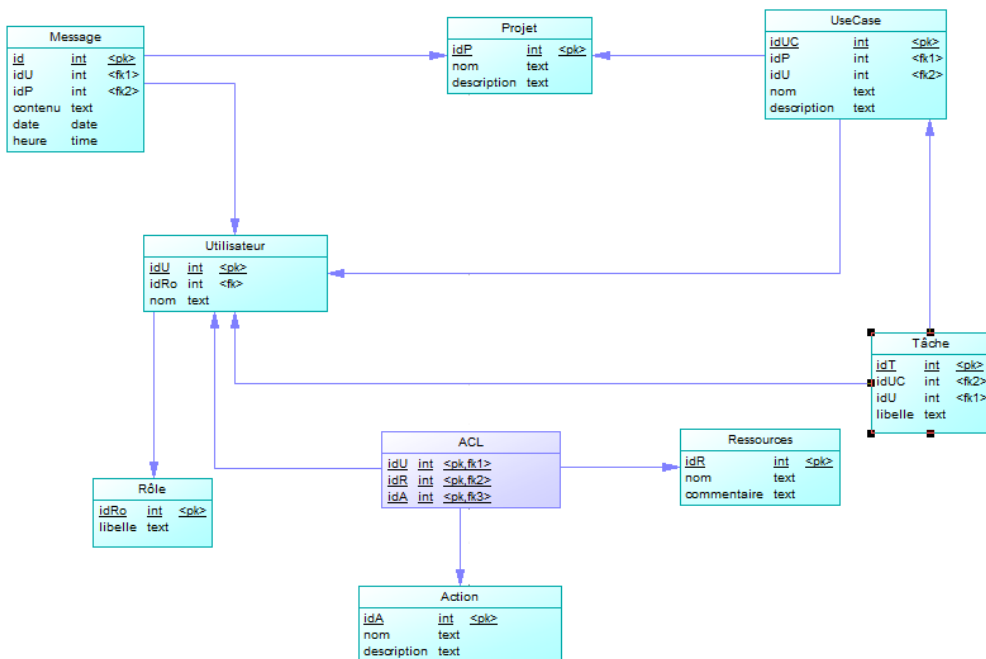 Message
id int <pk>
idU int <fk1>
idP int <fk2>
contenu text
date date
heure time
Projet
idP int <pk>
nom text
description text
UseCase
idUC int <pk>
idP int <fk1>
idU int <fk2>
nom text
description text
Utilisateur
idU int <pk>
idRo int <fk>
nom text
Tâche
idT int <pk>
idUC int <fk2>
idU int <fk1>
libelle text
ACL
idU int <pk,fk1>
idR int <pk,fk2>
idA int <pk,fk3>
Ressources
idR int <pk>
nom text
commentaire text
Rôle
idRo int <pk>
libelle text
Action
idA int <pk>
nom text
description text